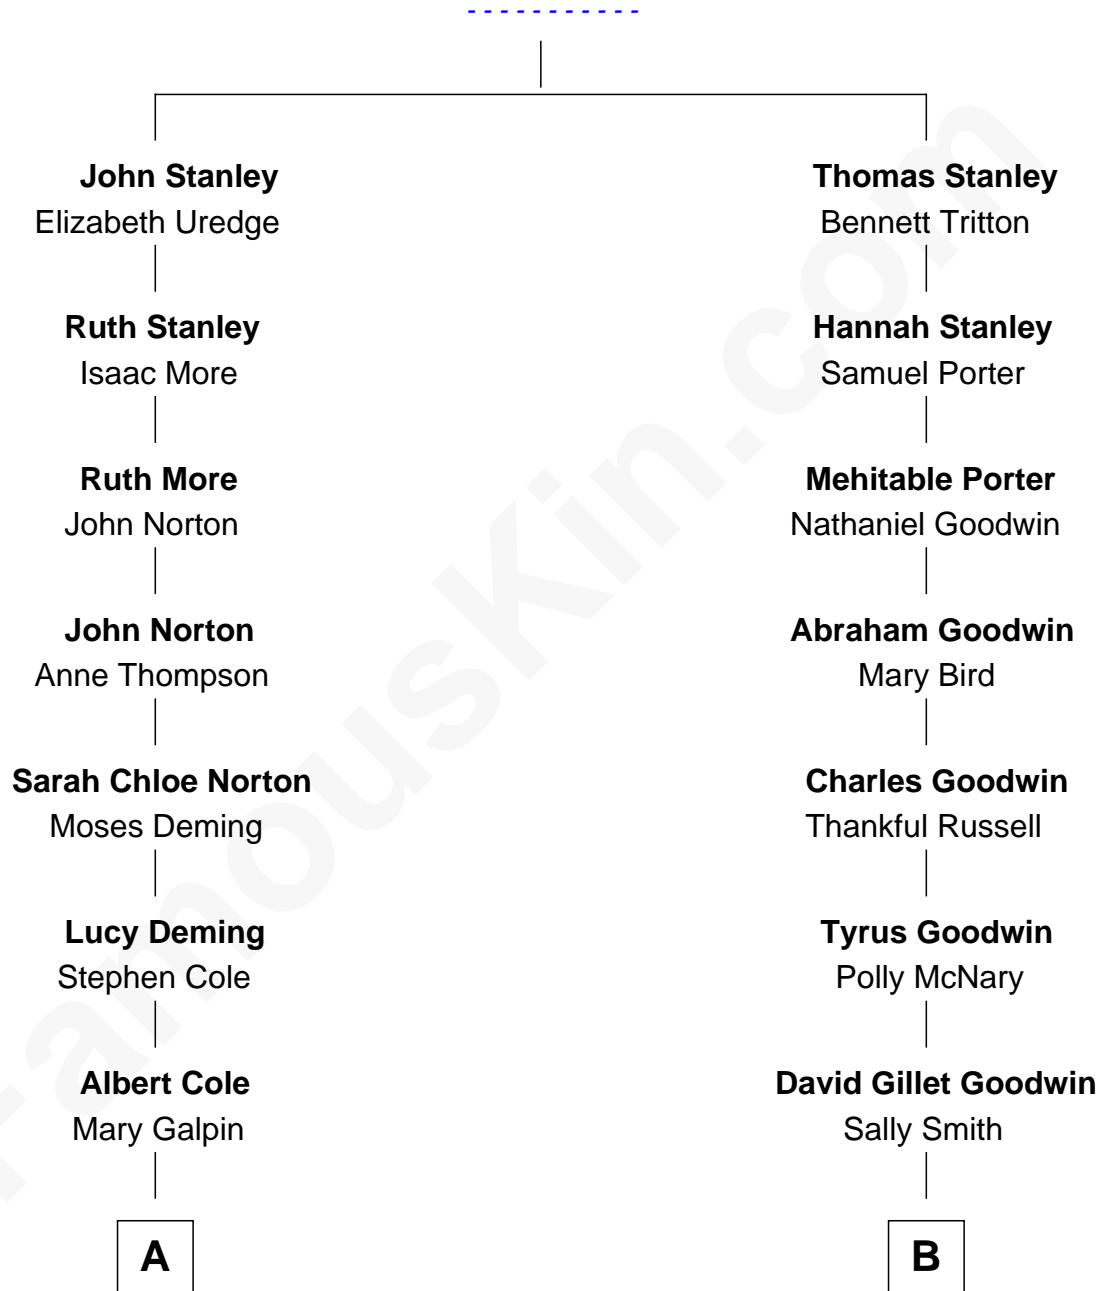 - - - - - - - - - - -
John Stanley
Elizabeth Uredge
Thomas Stanley
Bennett Tritton
Ruth Stanley
Isaac More
Hannah Stanley
Samuel Porter
Ruth More
John Norton
Mehitable Porter
Nathaniel Goodwin
John Norton
Anne Thompson
Abraham Goodwin
Mary Bird
Sarah Chloe Norton
Moses Deming
Charles Goodwin
Thankful Russell
Lucy Deming
Stephen Cole
Tyrus Goodwin
Polly McNary
Albert Cole
Mary Galpin
David Gillet Goodwin
Sally Smith
A
B
FamousKin.com